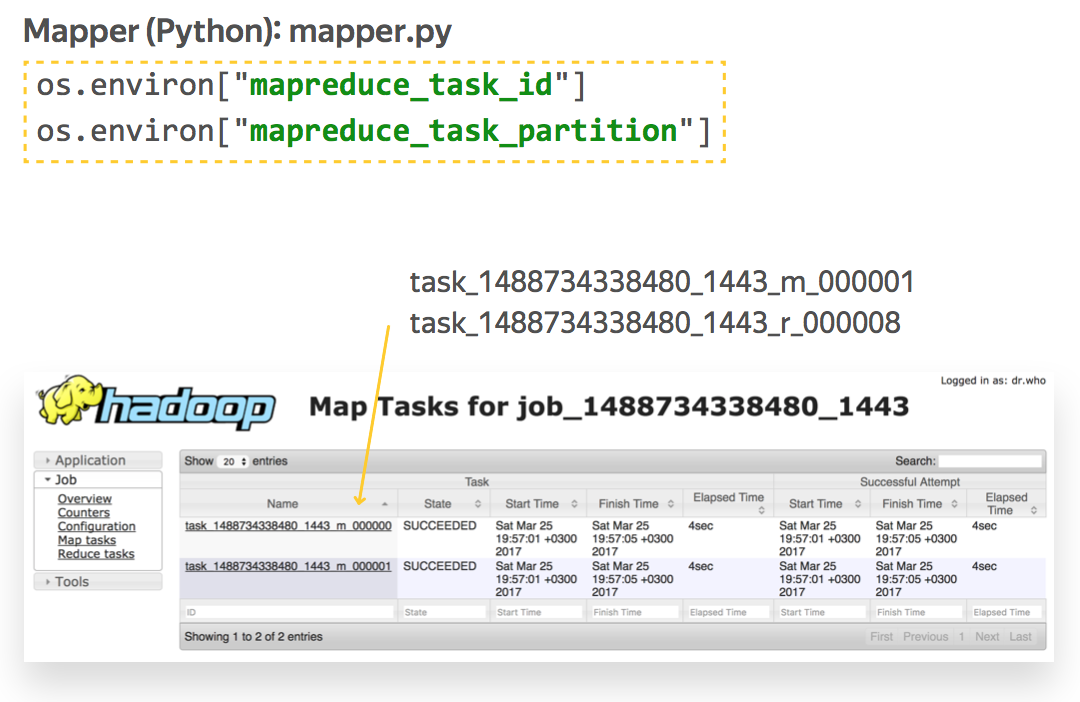 Mapper (Python): mapper.py
os.environ["mapreduce_task_id"]
os.environ["mapreduce_task_partition"]
task_1488734338480_1443_m_000001
task_1488734338480_1443_r_000008
Logged in as: dr.who
hadoop
Map Tasks for job_1488734338480_1443
Application
Job
Overview
Counters
Configuration
Map tasks
Reduce tasks
Tools
Show 20 entries Search:
Task Successful Attempt
Name State Start Time Finish Time Elapsed Time Start Time Finish Time Elapsed Time
task_1488734338480_1443_m_000000 SUCCEEDED Sat Mar 25 19:57:01 +0300 2017 Sat Mar 25 19:57:05 +0300 2017 4sec Sat Mar 25 19:57:01 +0300 2017 Sat Mar 25 19:57:05 +0300 2017 4sec
task_1488734338480_1443_m_000001 SUCCEEDED Sat Mar 25 19:57:01 +0300 2017 Sat Mar 25 19:57:05 +0300 2017 4sec Sat Mar 25 19:57:01 +0300 2017 Sat Mar 25 19:57:05 +0300 2017 4sec
ID State Start Time Finish Time Elapsed Time Start Time Finish Time Elapsed Time
Showing 1 to 2 of 2 entries First Previous 1 Next Last